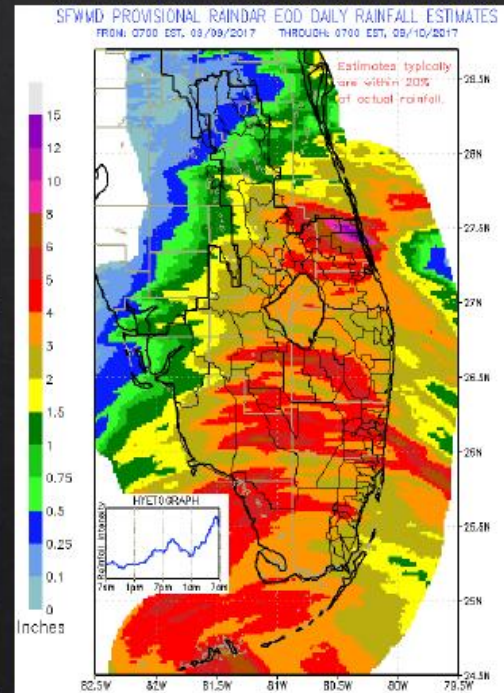 SFWMD PROVISIONAL RAINDAR EOD DAILY RAINFALL ESTIMATES
FROM: 0700 EST, 09/09/2017 THROUGH: 0700 EST, 09/10/2017
Estimates typically
are within 20%
of actual rainfall.
28.5N
28N
27.5N
27N
26.5N
26N
25.5N
25N
24.5N
15
12
10
8
6
5
4
3
2
1.5
1
0.75
0.5
0.25
0.1
0
Inches
HYETOGRAPH
Rainfall Intensity
7am 1pm 7pm 1am 7am
82.5W 82W 81.5W 81W 80.5W 80W 79.5W